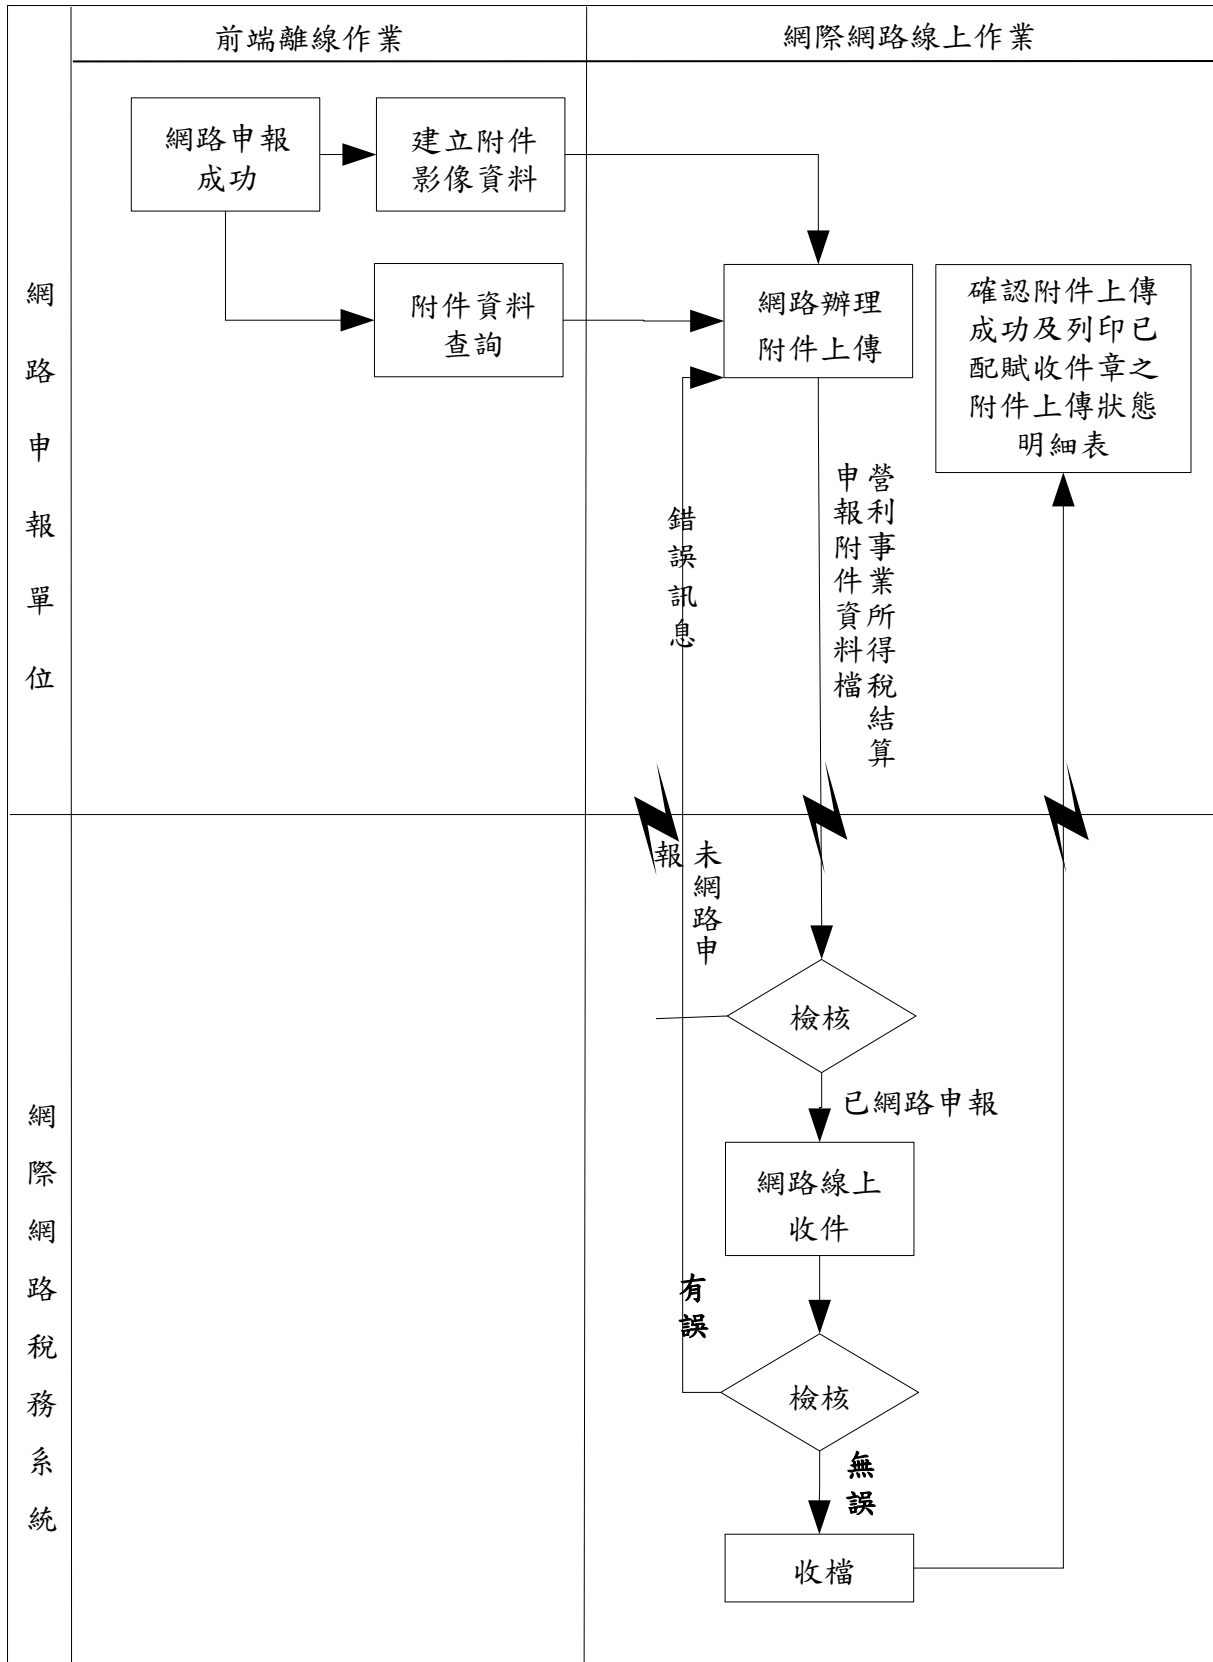 前端離線作業
網際網路線上作業
網路申報單位
網路申報
成功
建立附件
影像資料
附件資料
查詢
網路辦理
附件上傳
確認附件上傳
成功及列印已
配賦收件章之
附件上傳狀態
明細表
營利事業所得稅結算
申報附件資料檔
錯誤訊息
網際網路稅務系統
未網路申
報
檢核
已網路申報
網路線上
收件
有誤
檢核
無誤
收檔